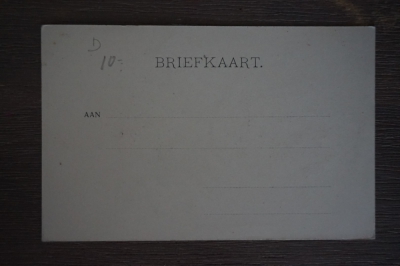 D
10.-
BRIEFKAART.
AAN